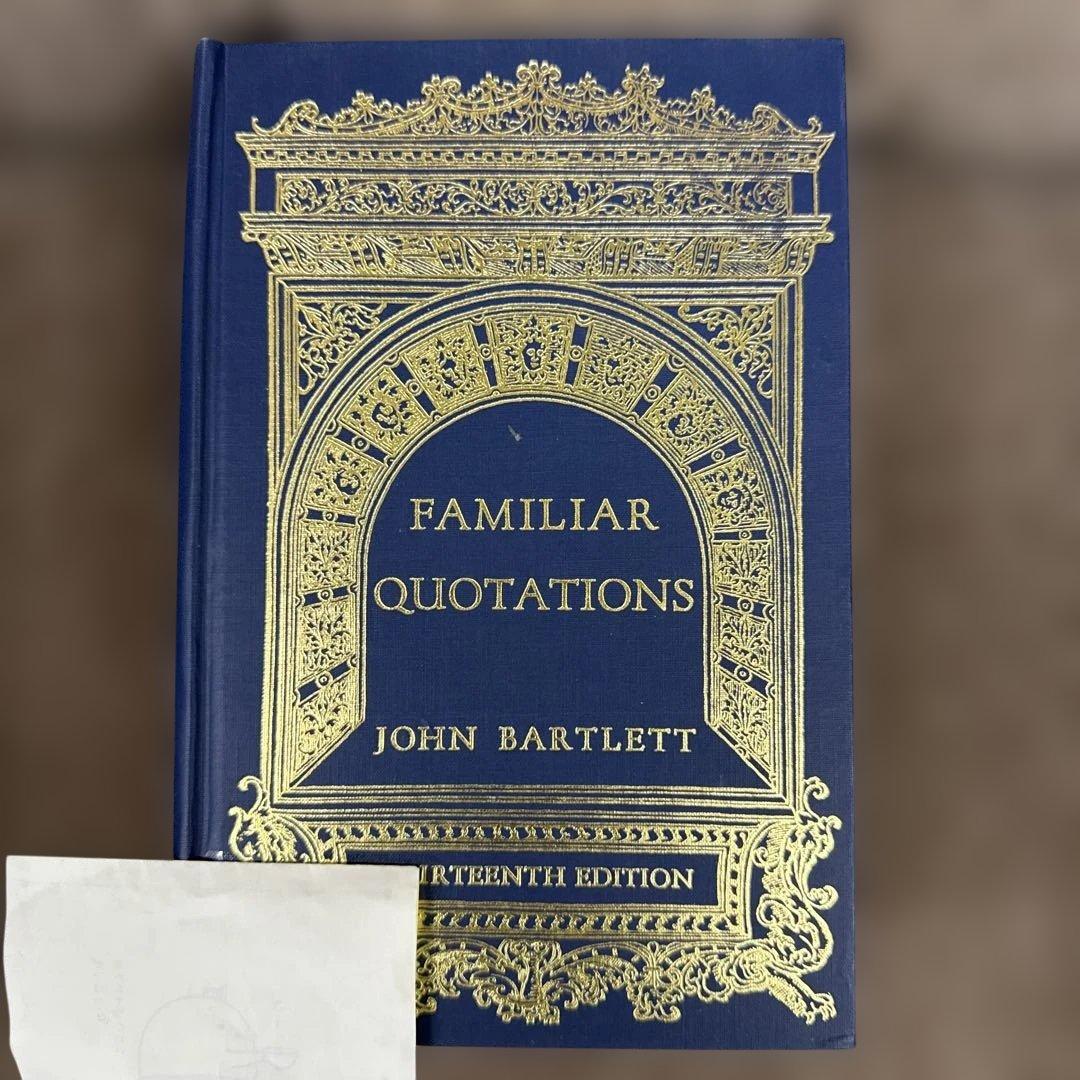 FAMILIAR
QUOTATIONS
JOHN BARTLETT
IRTEENTH EDITION